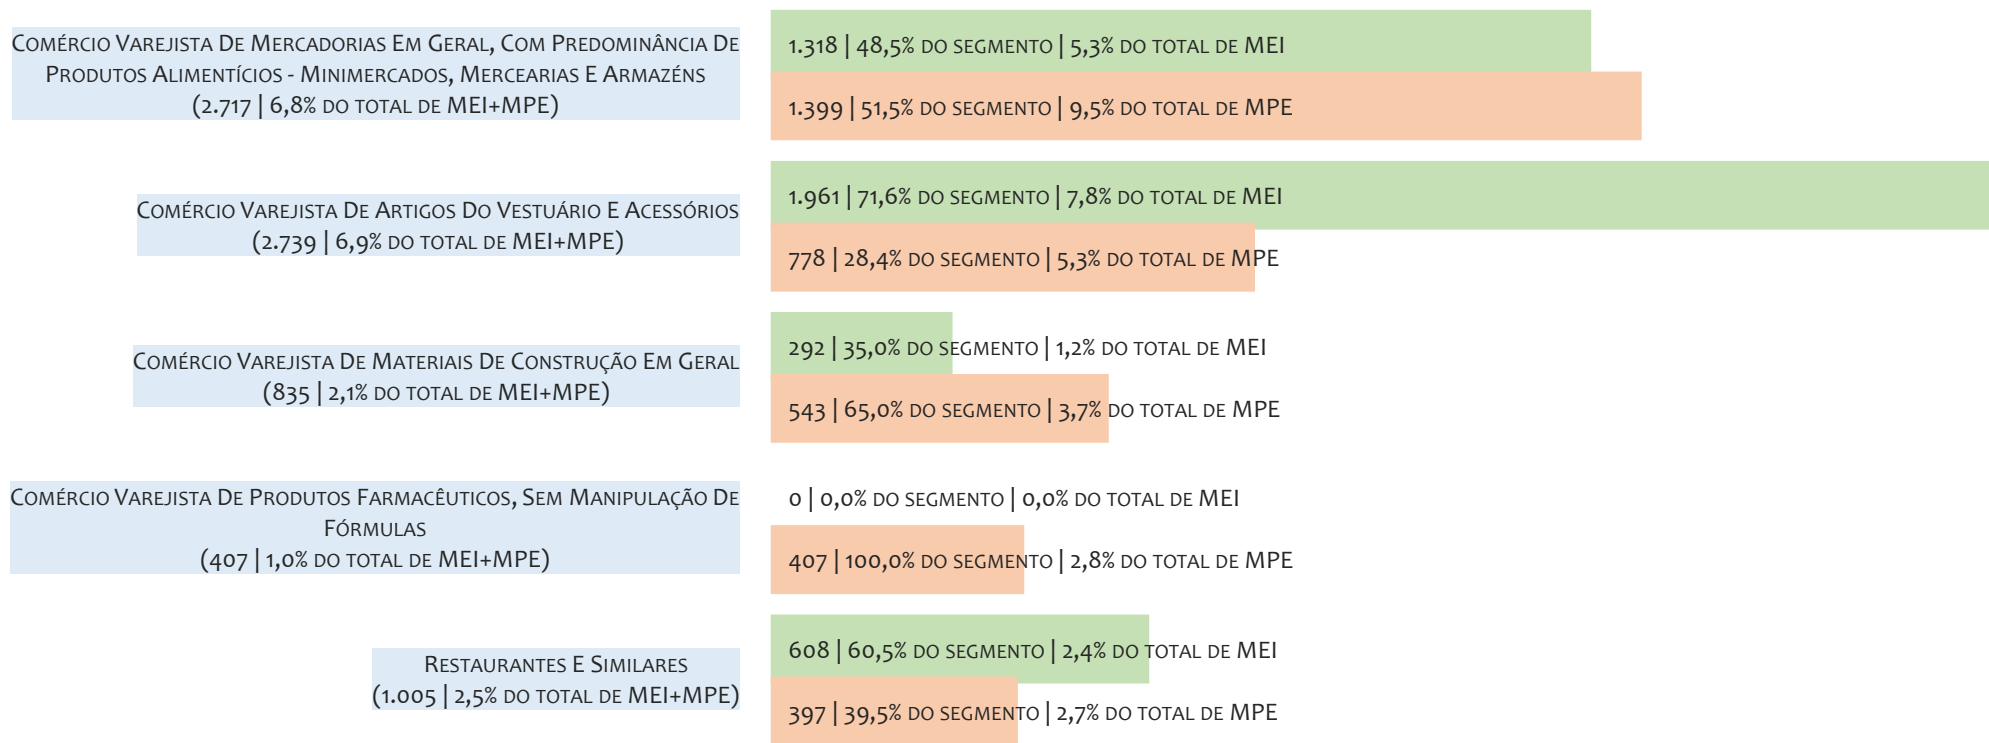 Comércio Varejista De Mercadorias Em Geral, Com Predominância De
Produtos Alimentícios - Minimercados, Mercearias E Armazéns
(2.717 | 6,8% do total de MEI+MPE)
1.318 | 48,5% do segmento | 5,3% do total de MEI
1.399 | 51,5% do segmento | 9,5% do total de MPE
Comércio Varejista De Artigos Do Vestuário E Acessórios
(2.739 | 6,9% do total de MEI+MPE)
1.961 | 71,6% do segmento | 7,8% do total de MEI
778 | 28,4% do segmento | 5,3% do total de MPE
Comércio Varejista De Materiais De Construção Em Geral
(835 | 2,1% do total de MEI+MPE)
292 | 35,0% do segmento | 1,2% do total de MEI
543 | 65,0% do segmento | 3,7% do total de MPE
Comércio Varejista De Produtos Farmacêuticos, Sem Manipulação De
Fórmulas
(407 | 1,0% do total de MEI+MPE)
0 | 0,0% do segmento | 0,0% do total de MEI
407 | 100,0% do segmento | 2,8% do total de MPE
Restaurantes E Similares
(1.005 | 2,5% do total de MEI+MPE)
608 | 60,5% do segmento | 2,4% do total de MEI
397 | 39,5% do segmento | 2,7% do total de MPE